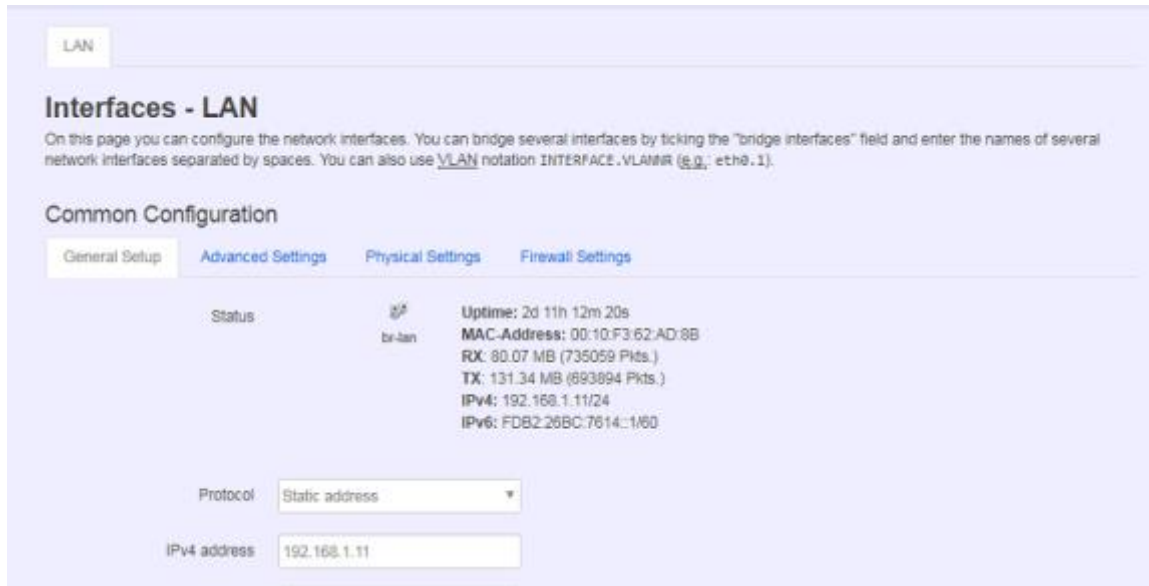 LAN
Interfaces - LAN
On this page you can configure the network interfaces. You can bridge several interfaces by ticking the "bridge interfaces" field and enter the names of several
network interfaces separated by spaces. You can also use VLAN notation INTERFACE.VLANNR (e.g.: eth0.1).
Common Configuration
General Setup Advanced Settings Physical Settings Firewall Settings
Status
br-lan
Uptime: 2d 11h 12m 20s
MAC-Address: 00:10:F3:62:AD:8B
RX: 80.07 MB (735059 Pkts.)
TX: 131.34 MB (693894 Pkts.)
IPv4: 192.168.1.11/24
IPv6: FDB2:26BC:7614::1/60
Protocol Static address
IPv4 address 192.168.1.11